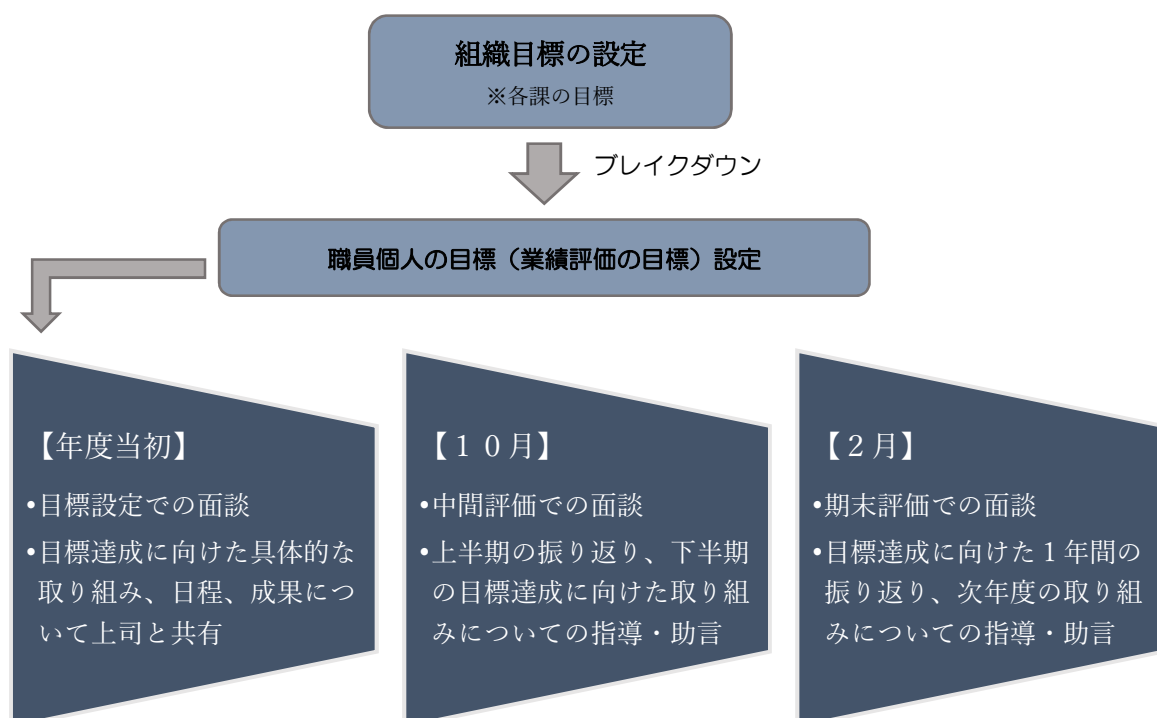 組織目標の設定
※各課の目標
ブレイクダウン
職員個人の目標（業績評価の目標）設定
【年度当初】
•目標設定での面談
•目標達成に向けた具体的な
取り組み、日程、成果につ
いて上司と共有
【１０月】
•中間評価での面談
•上半期の振り返り、下半期
の目標達成に向けた取り組
みについての指導・助言
【２月】
•期末評価での面談
•目標達成に向けた１年間の
振り返り、次年度の取り組
みについての指導・助言